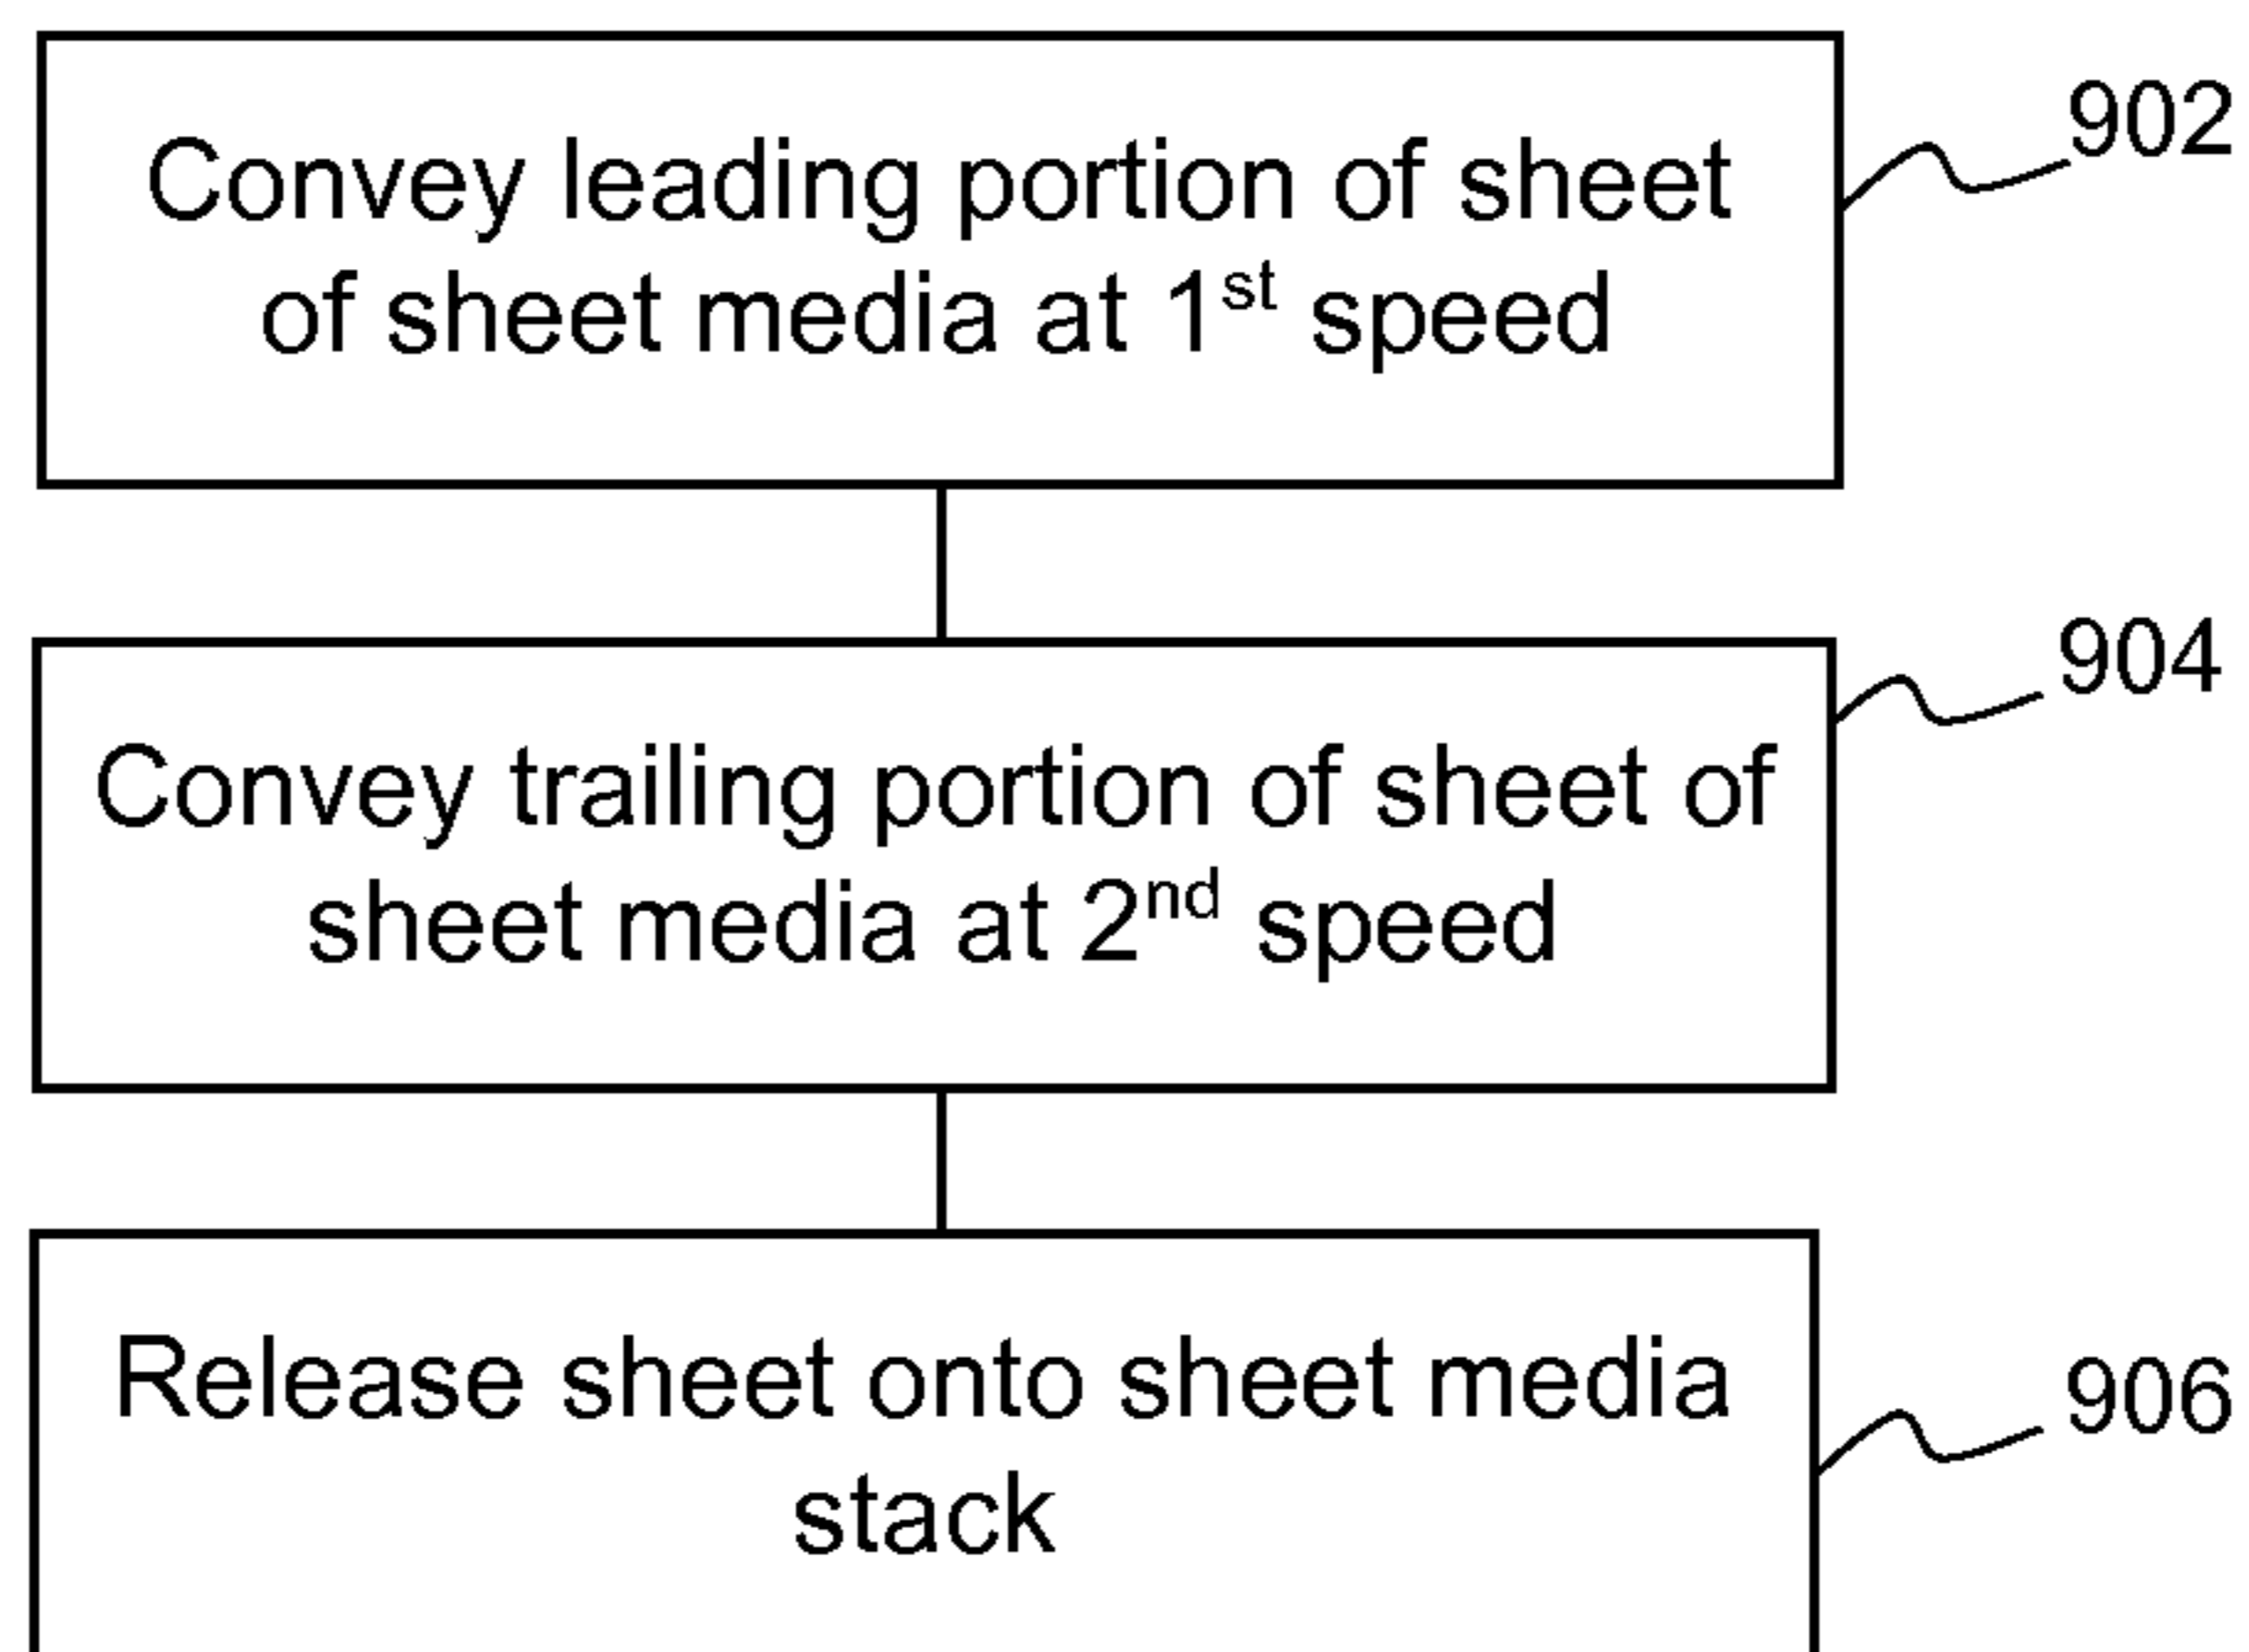 902
Convey leading portion of sheet
of sheet media at 1st speed
904
Convey trailing portion of sheet of
sheet media at 2nd speed
Release sheet onto sheet media
906
stack